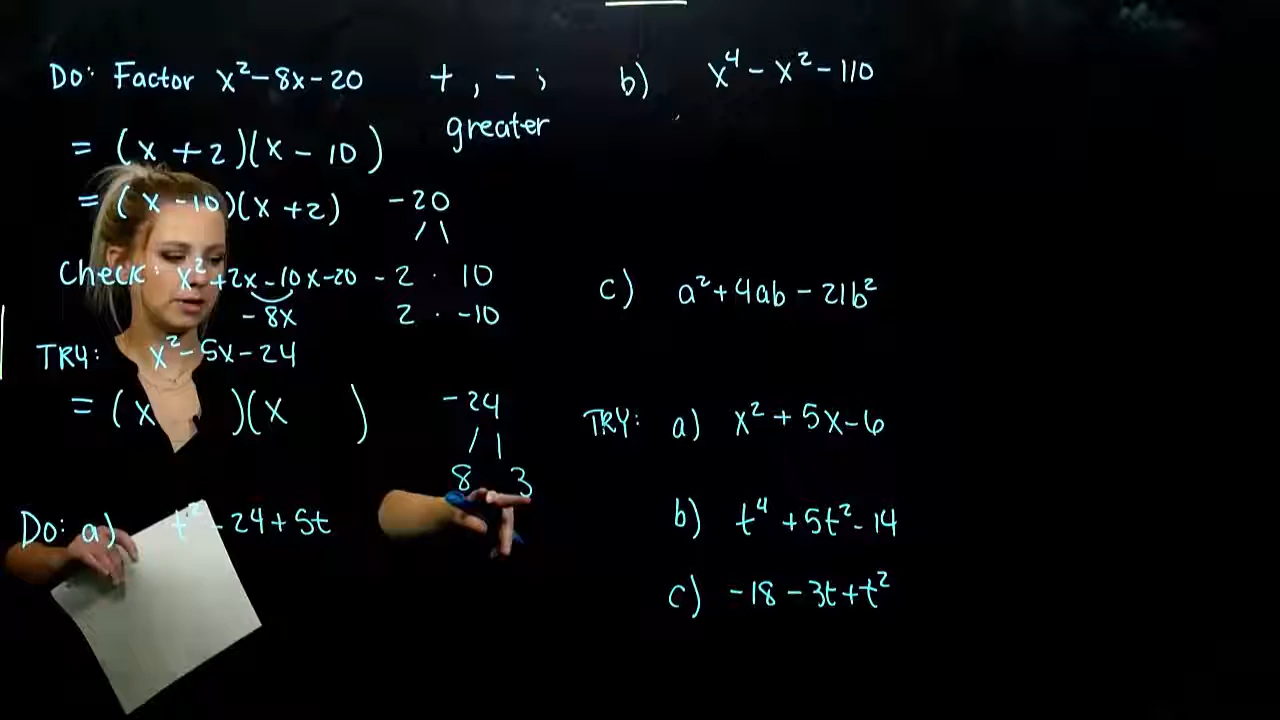 Do: Factor x²-8x-20 +, - ;
greater
= (x +2)(x - 10)
= (x -10)(x +2)
-20
Check: x²+2x-10x-20
-8x
-2 · 10
2 · -10
TRY: x²-5x-24
= (x )(x )
-24
8 3
Do: a) t²-24+5t
b) x⁴-x²-110
c) a²+4ab-21b²
TRY: a) x²+5x-6
b) t⁴+5t²-14
c) -18-3t+t²